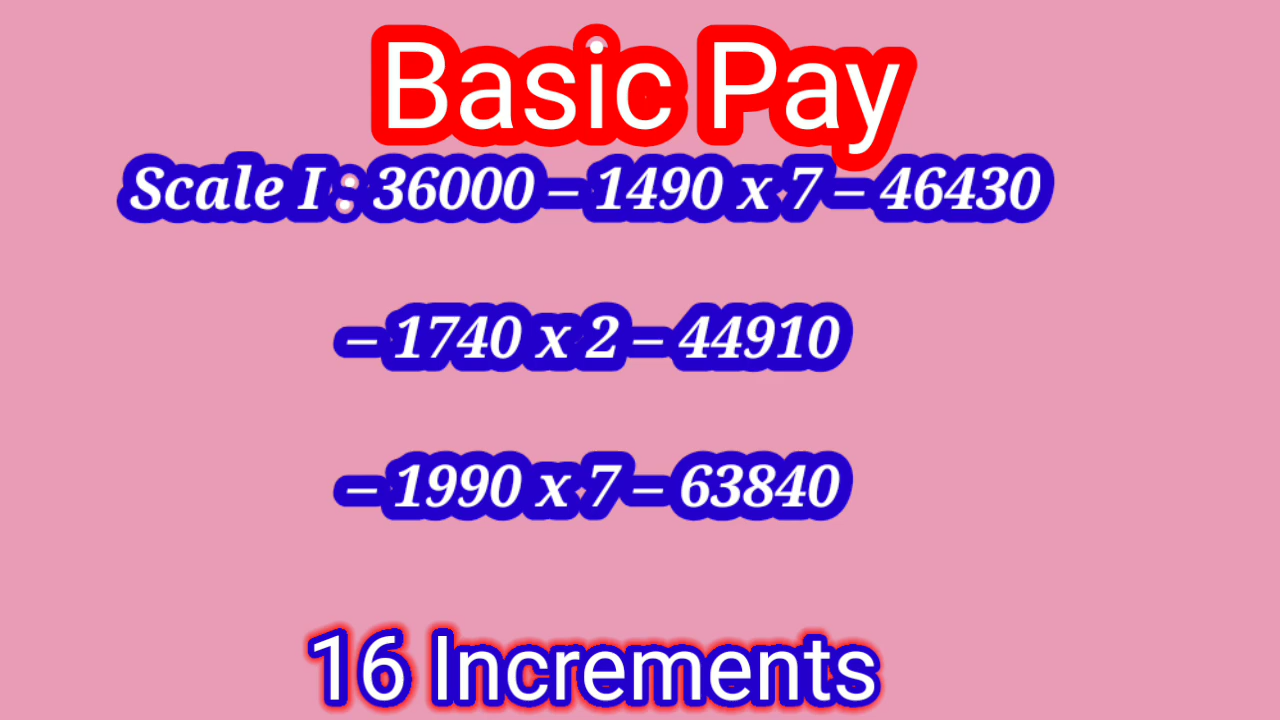 Basic Pay
Scale I : 36000 – 1490 x 7 – 46430
– 1740 x 2 – 44910
– 1990 x 7 – 63840
16 Increments